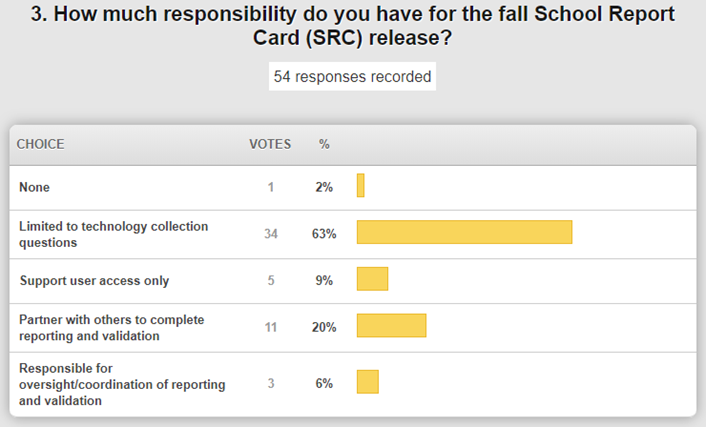 3. How much responsibility do you have for the fall School Report
Card (SRC) release?
54 responses recorded
CHOICE VOTES %
None 1 2%
Limited to technology collection
questions 34 63%
Support user access only 5 9%
Partner with others to complete
reporting and validation 11 20%
Responsible for
oversight/coordination of reporting 3 6%
and validation